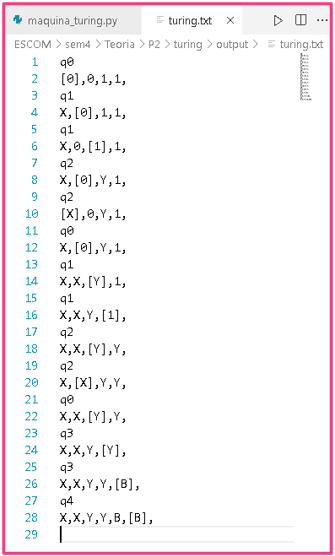 maquina_turing.py turing.txt
ESCOM > sem4 > Teoria > P2 > turing > output > turing.txt
1 q0
2 [0],0,1,1,
3 q1
4 X,[0],1,1,
5 q1
6 X,0,[1],1,
7 q2
8 X,[0],Y,1,
9 q2
10 [X],0,Y,1,
11 q0
12 X,[0],Y,1,
13 q1
14 X,X,[Y],1,
15 q1
16 X,X,Y,[1],
17 q2
18 X,X,[Y],Y,
19 q2
20 X,[X],Y,Y,
21 q0
22 X,X,[Y],Y,
23 q3
24 X,X,Y,[Y],
25 q3
26 X,X,Y,Y,[B],
27 q4
28 X,X,Y,Y,B,[B],
29